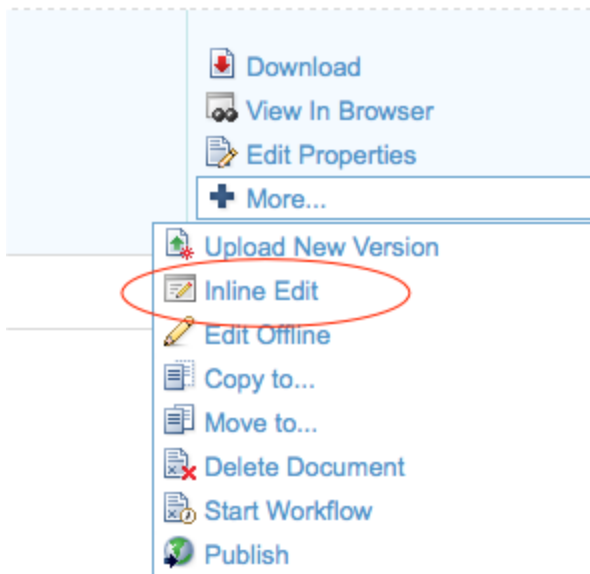 Download
View In Browser
Edit Properties
More...
Upload New Version
Inline Edit
Edit Offline
Copy to...
Move to...
Delete Document
Start Workflow
Publish